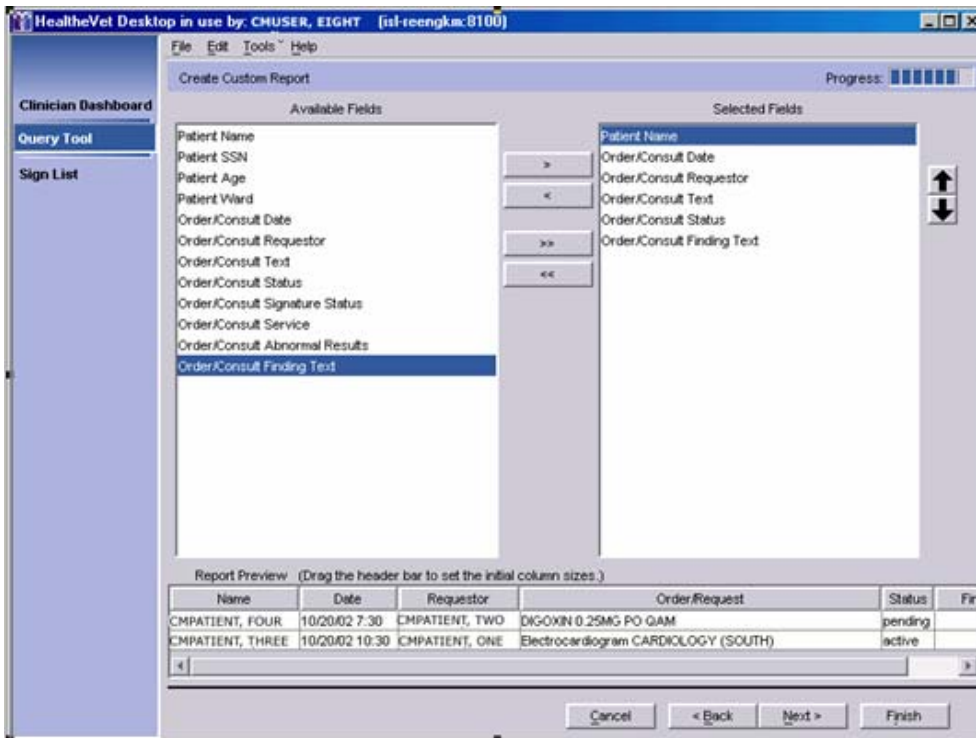 HealtheVet Desktop in use by: CMUSER, EIGHT (isl-reengkm:8100)
File Edit Tools Help
Create Custom Report
Progress:
Clinician Dashboard
Query Tool
Sign List
Available Fields
Patient Name
Patient SSN
Patient Age
Patient Ward
Order/Consult Date
Order/Consult Requestor
Order/Consult Text
Order/Consult Status
Order/Consult Signature Status
Order/Consult Service
Order/Consult Abnormal Results
Order/Consult Finding Text
>
<
>>
<<
Selected Fields
Patient Name
Order/Consult Date
Order/Consult Requestor
Order/Consult Text
Order/Consult Status
Order/Consult Finding Text
Report Preview (Drag the header bar to set the initial column sizes.)
Name Date Requestor Order/Request Status Fin
CMPATIENT, FOUR 10/20/02 7:30 CMPATIENT, TWO DIGOXIN 0.25MG PO QAM pending
CMPATIENT, THREE 10/20/02 10:30 CMPATIENT, ONE Electrocardiogram CARDIOLOGY (SOUTH) active
Cancel < Back Next > Finish